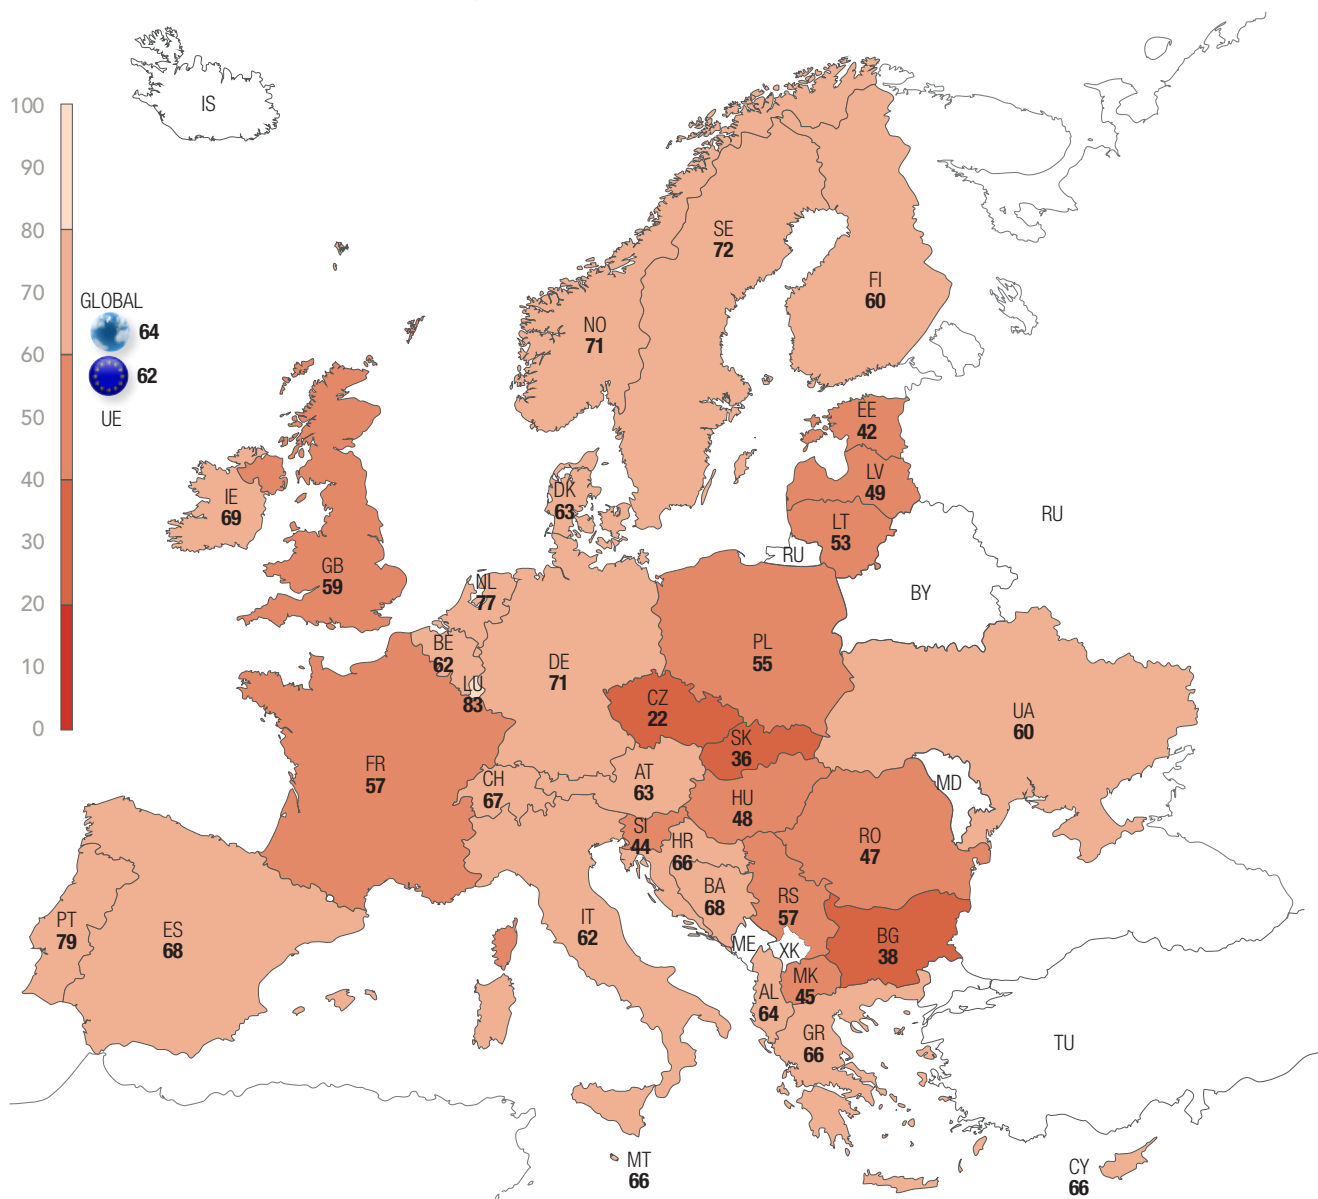 IS
100
90
80
70
60
50
40
30
20
10
0
GLOBAL
64
62
UE
SE
72
FI
60
NO
71
EE
42
LV
49
LT
53
RU
RU
BY
DK
63
IE
69
GB
59
NL
77
BE
62
LU
83
DE
71
PL
55
CZ
22
SK
36
UA
60
MD
FR
57
CH
67
AT
63
HU
48
SI
44
HR
66
RO
47
BA
68
RS
57
PT
79
ES
68
IT
62
ME
XK
BG
38
MK
45
AL
64
GR
66
TU
MT
66
CY
66